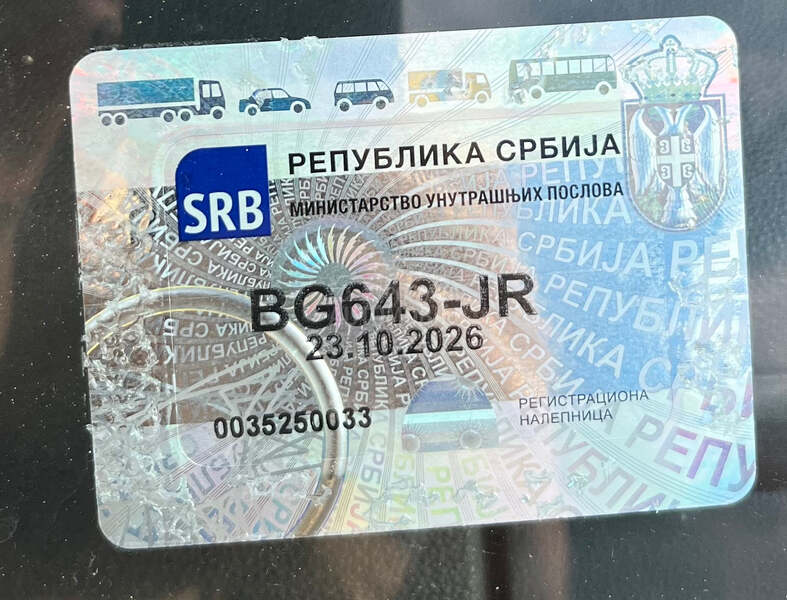 РЕПУБЛИКА СРБИЈА
SRB
МИНИСТАРСТВО УНУТРАШЊИХ ПОСЛОВА
BG643-JR
23.10.2026
0035250033
РЕГИСТРАЦИОНА
НАЛЕПНИЦА